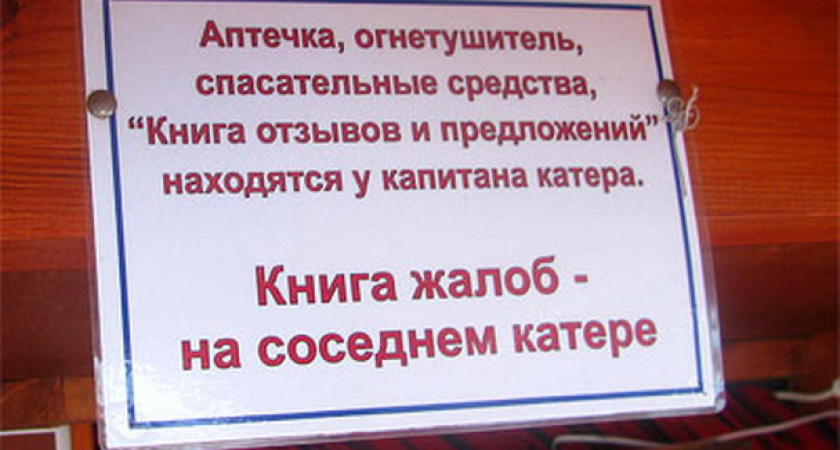 Аптечка, огнетушитель,
спасательные средства,
“Книга отзывов и предложений”
находятся у капитана катера.
Книга жалоб -
на соседнем катере